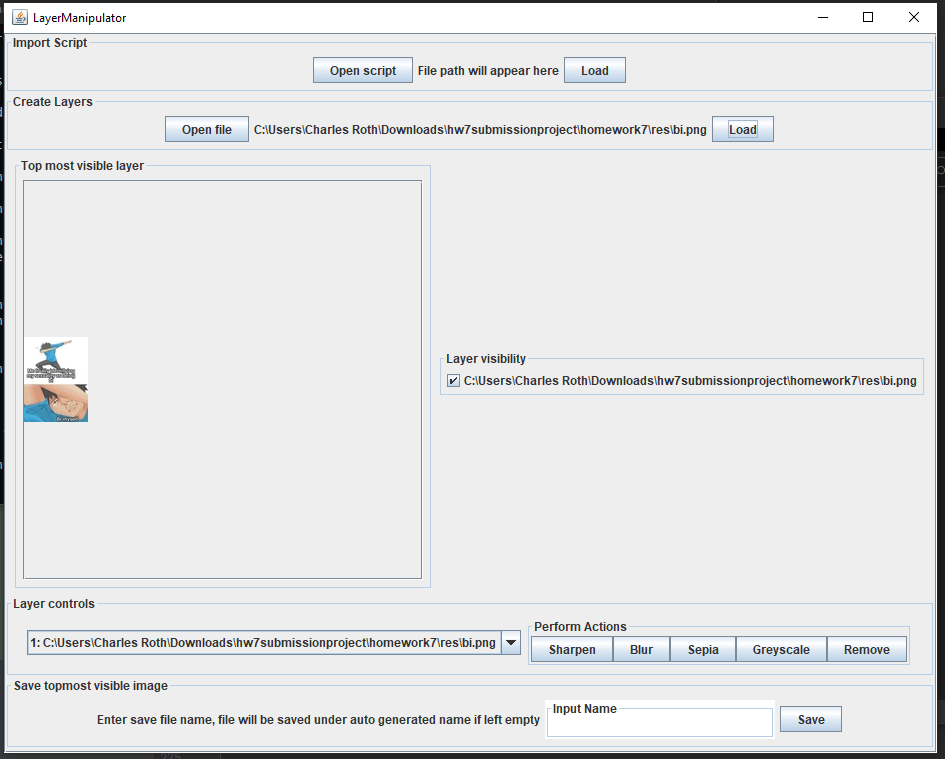 LayerManipulator
Import Script
Open script File path will appear here Load
Create Layers
Open file C:\Users\Charles Roth\Downloads\hw7submissionproject\homework7\res\bi.png Load
Top most visible layer
Layer visibility
C:\Users\Charles Roth\Downloads\hw7submissionproject\homework7\res\bi.png
Layer controls
1: C:\Users\Charles Roth\Downloads\hw7submissionproject\homework7\res\bi.png
Perform Actions
Sharpen Blur Sepia Greyscale Remove
Save topmost visible image
Enter save file name, file will be saved under auto generated name if left empty
Input Name
Save